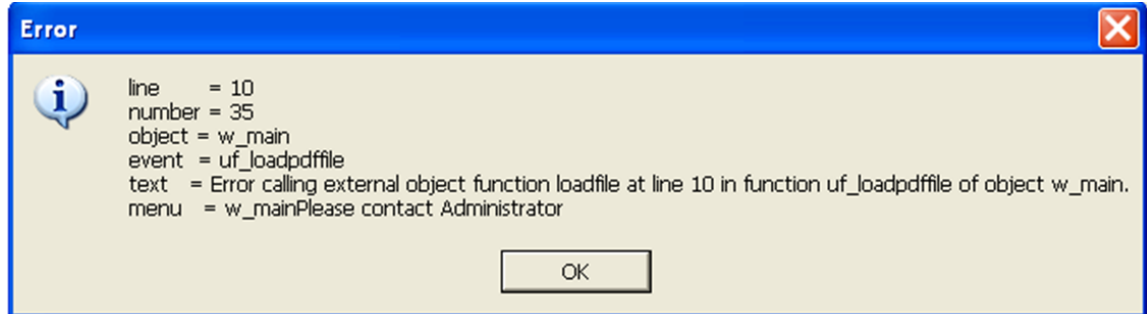 Error
line = 10
number = 35
object = w_main
event = uf_loadpdffile
text = Error calling external object function loadfile at line 10 in function uf_loadpdffile of object w_main.
menu = w_mainPlease contact Administrator
OK